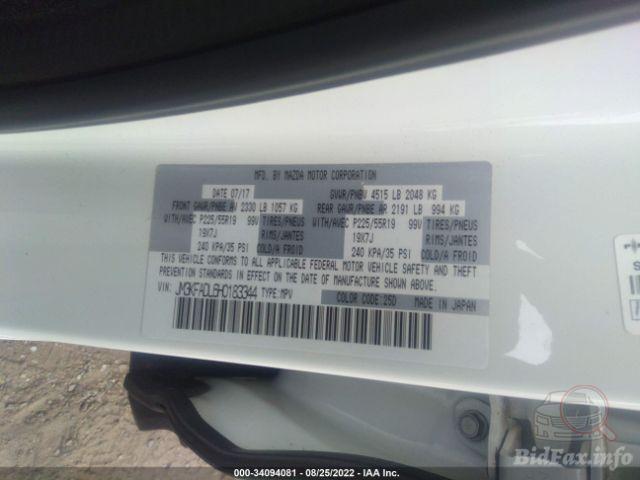 MFD. BY MAZDA MOTOR CORPORATION
DATE 07/17 GVWR/PNBV 4515 LB 2048 KG
FRONT GAWR/PNBE AV 2330 LB 1057 KG REAR GAWR/PNBE AR 2191 LB 994 KG
WITH/AVEC P225/55R19 99V TIRES/PNEUS WITH/AVEC P225/55R19 99V TIRES/PNEUS
19X7J RIMS/JANTES 19X7J RIMS/JANTES
240 KPA/35 PSI COLD/A FROID 240 KPA/35 PSI COLD/A FROID
THIS VEHICLE CONFORMS TO ALL APPLICABLE FEDERAL MOTOR VEHICLE SAFETY AND THEFT
PREVENTION STANDARDS IN EFFECT ON THE DATE OF MANUFACTURE SHOWN ABOVE.
VIN: JM3KFADL6H0183344 TYPE:MPV COLOR CODE:25D MADE IN JAPAN
BidFax.info
000-34094081 - 08/25/2022 - IAA Inc.